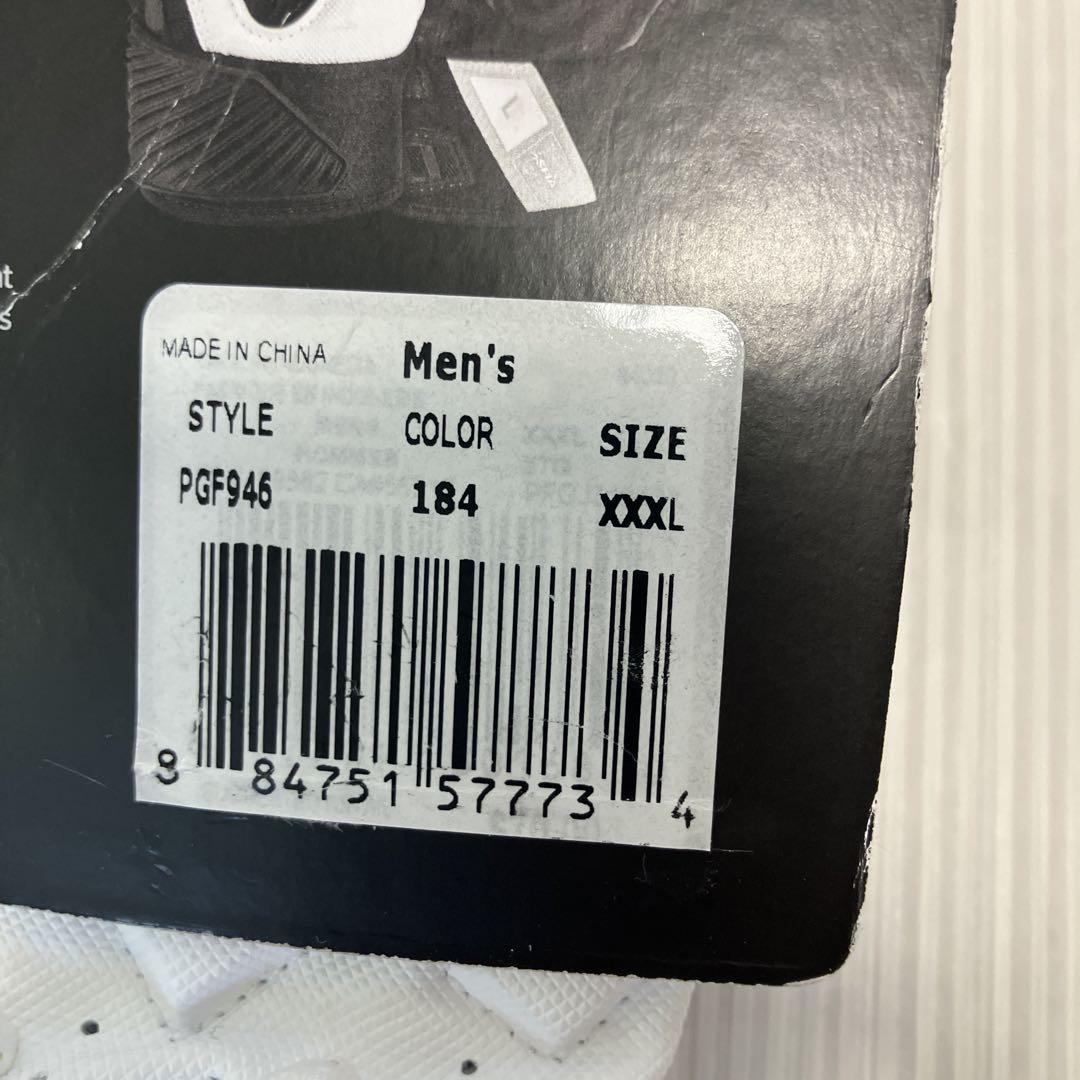 L
MADE IN CHINA Men's
STYLE COLOR SIZE
PGF946 184 XXXL
8 84751 57773 4